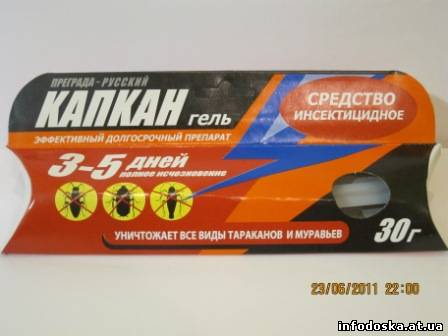 ПРЕГРАДА - РУССКИЙ
КАПКАН гель
ЭФФЕКТИВНЫЙ ДОЛГОСРОЧНЫЙ ПРЕПАРАТ
СРЕДСТВО
ИНСЕКТИЦИДНОЕ
3-5 дней
полное исчезновение
УНИЧТОЖАЕТ ВСЕ ВИДЫ ТАРАКАНОВ И МУРАВЬЕВ
30г
23/06/2011 22:00
infodoska.at.ua